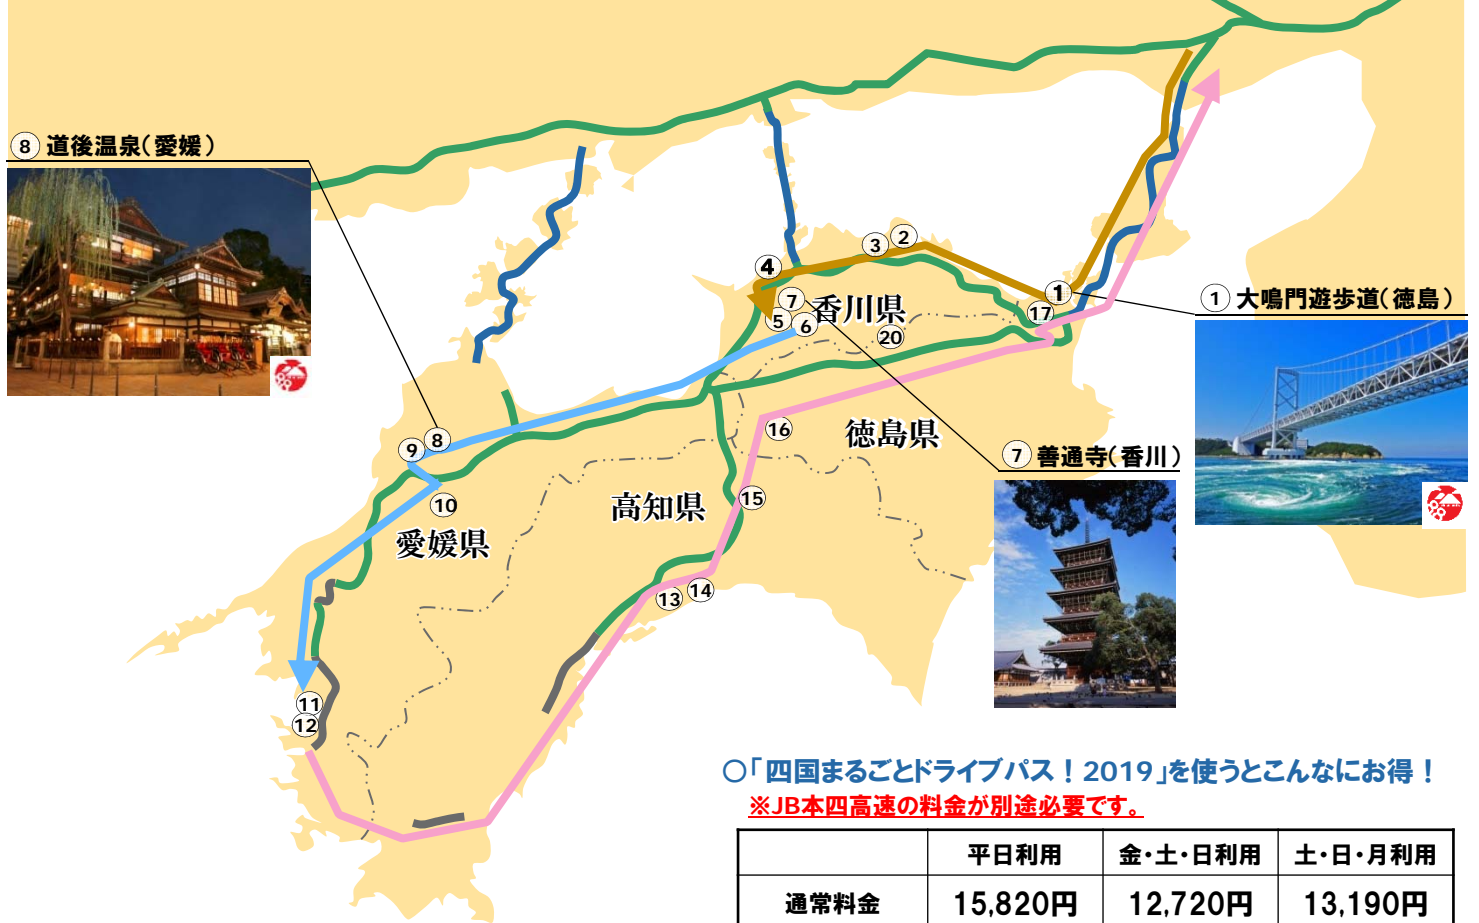 ⑧ 道後温泉（愛媛）
④
③
②
⑦
⑤
⑥
香川県
①
⑰
⑳
① 大鳴門遊歩道（徳島）
⑨
⑧
⑯
徳島県
⑦ 善通寺（香川）
⑩
高知県
⑮
愛媛県
⑬
⑭
⑪
⑫
○「四国まるごとドライブパス！2019」を使うとこんなにお得！
※JB本四高速の料金が別途必要です。
平日利用 金・土・日利用 土・日・月利用
通常料金 15,820円 12,720円 13,190円